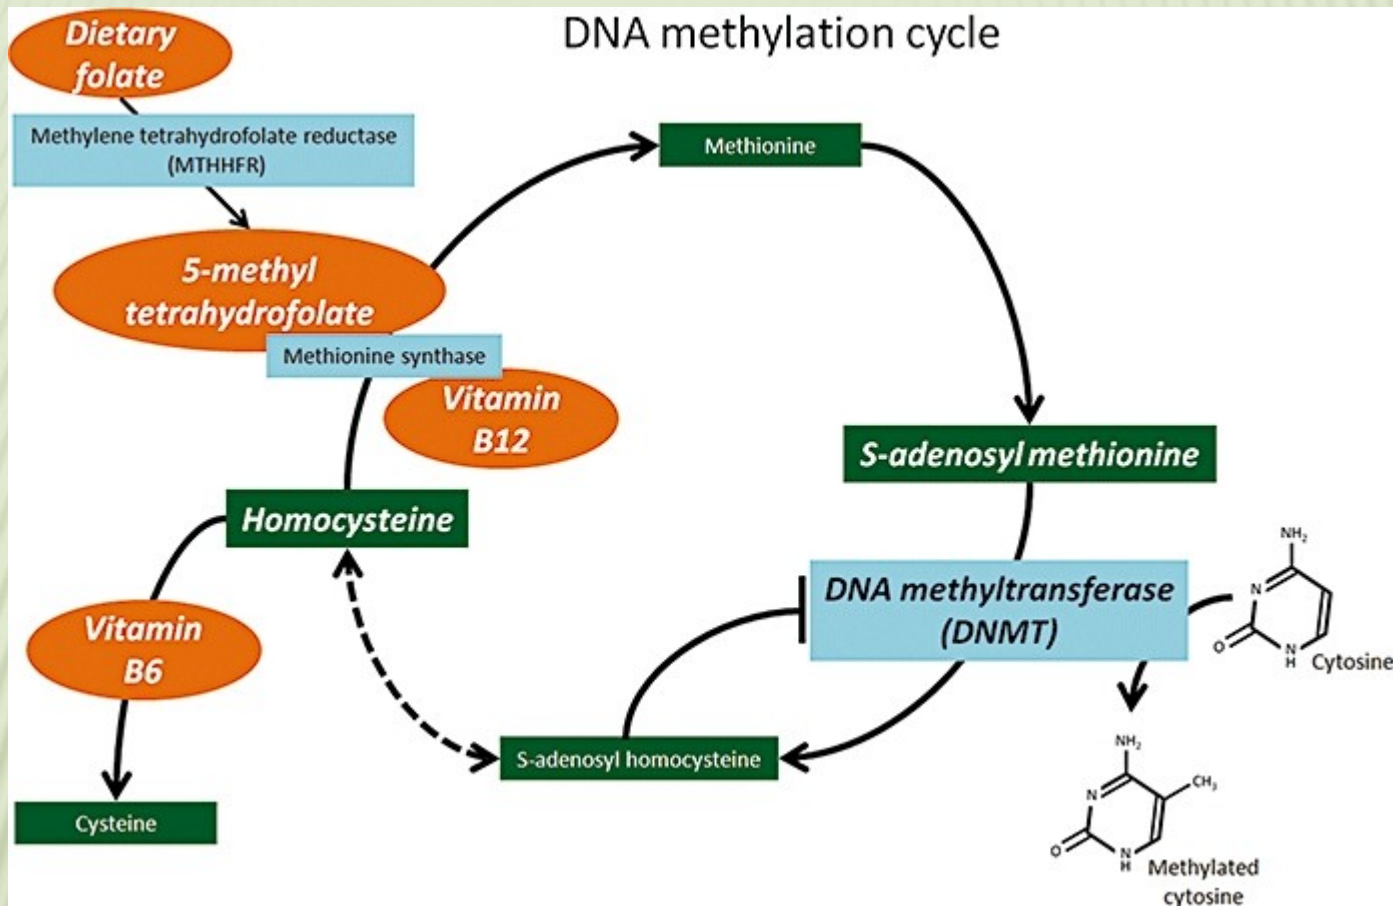 DNA methylation cycle
Dietary
folate
Methylene tetrahydrofolate reductase
(MTHHFR)
Methionine
5-methyl
tetrahydrofolate
Methionine synthase
Vitamin
B12
S-adenosyl methionine
Homocysteine
DNA methyltransferase
(DNMT)
NH₂
N
O
N
H
Cytosine
Vitamin
B6
S-adenosyl homocysteine
NH₂
CH₃
N
O
N
H
Methylated
cytosine
Cysteine